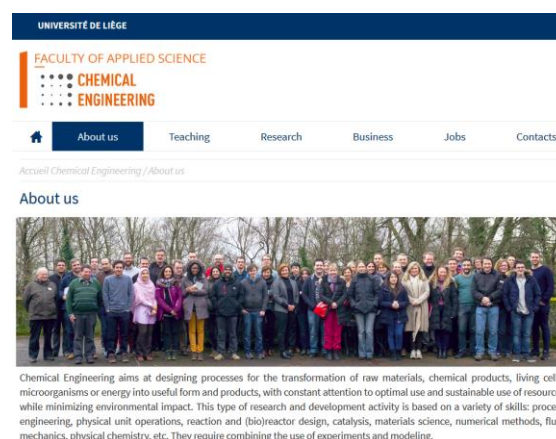 UNIVERSITÉ DE LIÈGE
FACULTY OF APPLIED SCIENCE
CHEMICAL
ENGINEERING
About us Teaching Research Business Jobs Contacts
Accueil Chemical Engineering / About us
About us
Chemical Engineering aims at designing processes for the transformation of raw materials, chemical products, living cel
microorganisms or energy into useful form and products, with constant attention to optimal use and sustainable use of resourc
while minimizing environmental impact. This type of research and development activity is based on a variety of skills: proce
engineering, physical unit operations, reaction and (bio)reactor design, catalysis, materials science, numerical methods, flu
mechanics, physical chemistry, etc. They require combining the use of experiments and modeling.